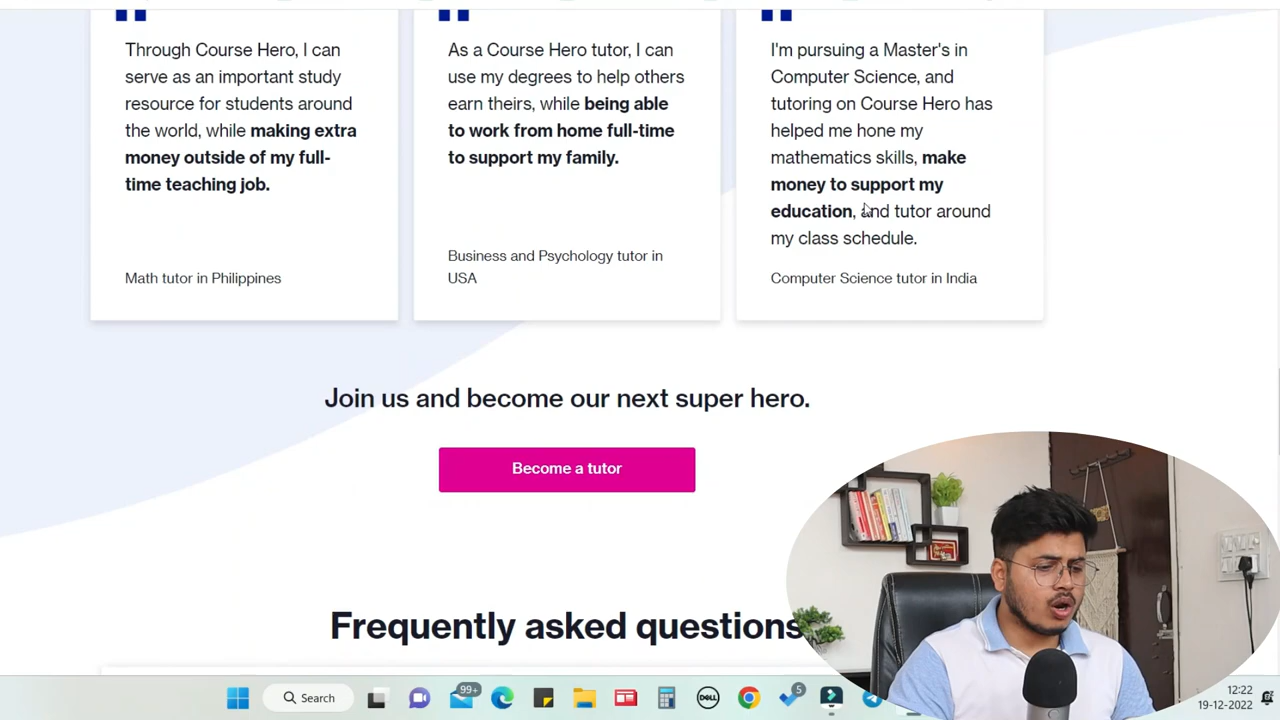 Through Course Hero, I can
serve as an important study
resource for students around
the world, while making extra
money outside of my full-
time teaching job.
Math tutor in Philippines
As a Course Hero tutor, I can
use my degrees to help others
earn theirs, while being able
to work from home full-time
to support my family.
Business and Psychology tutor in
USA
I'm pursuing a Master's in
Computer Science, and
tutoring on Course Hero has
helped me hone my
mathematics skills, make
money to support my
education, and tutor around
my class schedule.
Computer Science tutor in India
Join us and become our next super hero.
Become a tutor
Frequently asked questions
Search
99+
DELL
5
12:22
19-12-2022